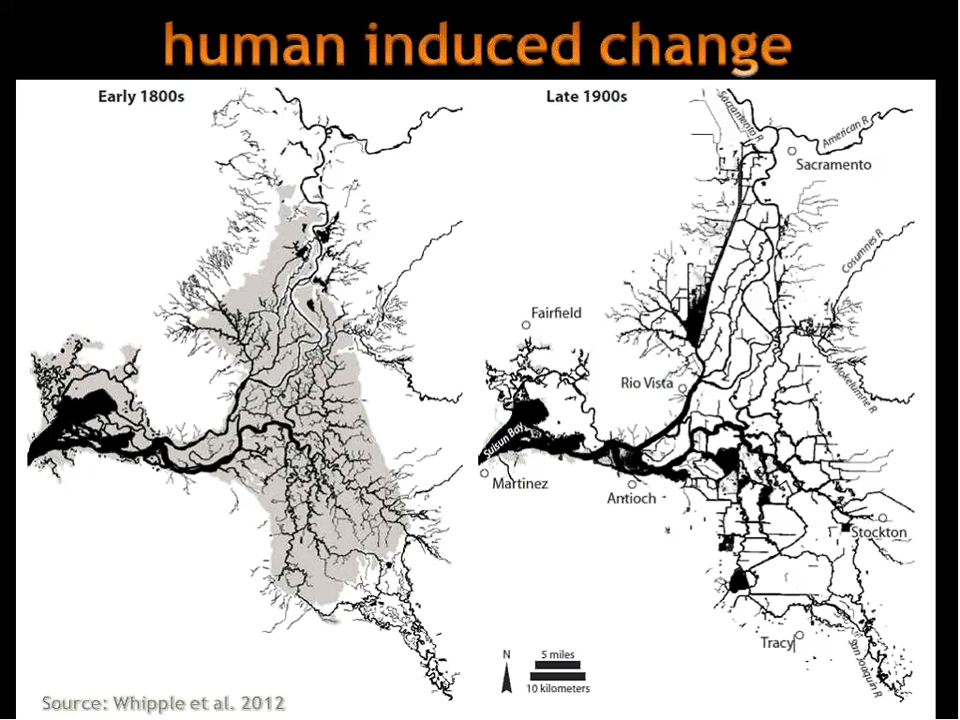 human induced change
Early 1800s
Late 1900s
Sacramento R
American R
Sacramento
Cosumnes R
Fairfield
Rio Vista
Mokelumne R
Suisun Bay
Martinez
Antioch
Stockton
Tracy
San Joaquin R
N
5 miles
10 kilometers
Source: Whipple et al. 2012